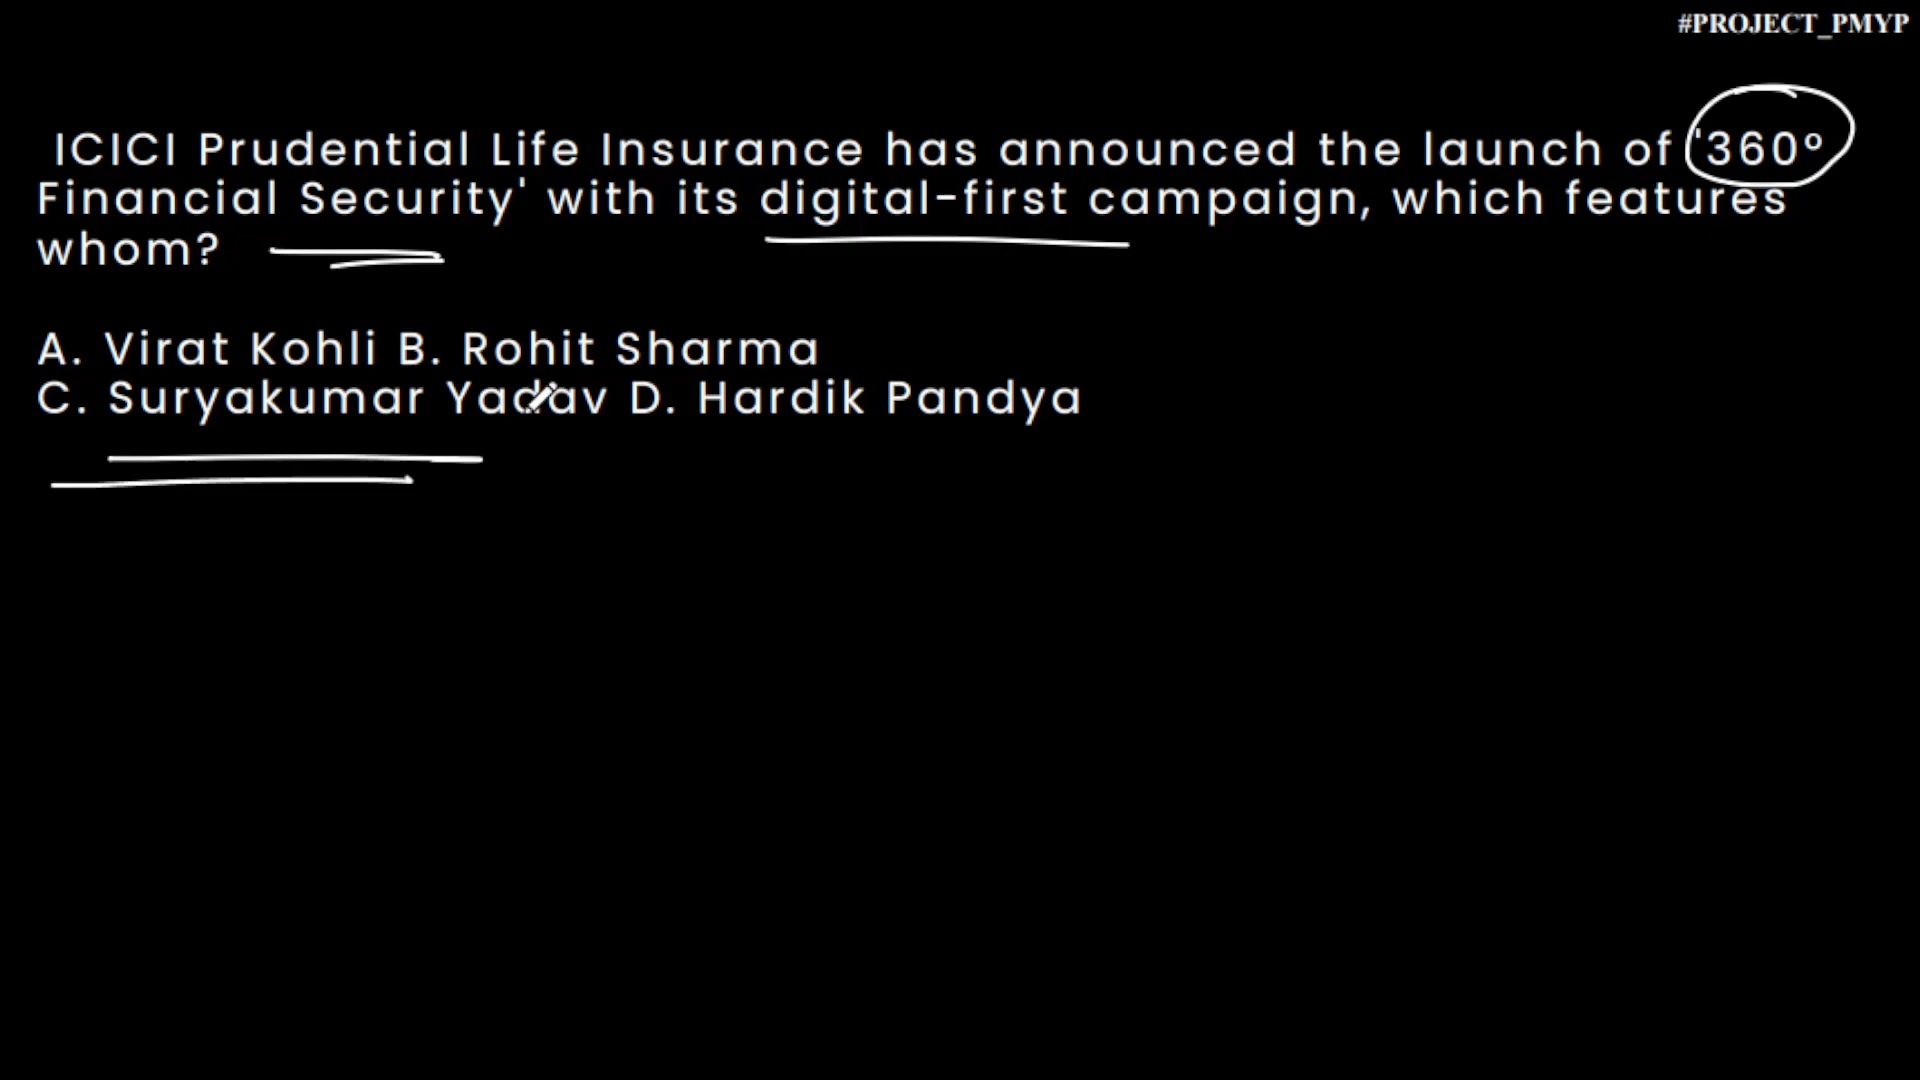 #PROJECT_PMYP
ICICI Prudential Life Insurance has announced the launch of '360º
Financial Security' with its digital-first campaign, which features
whom?
A. Virat Kohli B. Rohit Sharma
C. Suryakumar Yadav D. Hardik Pandya